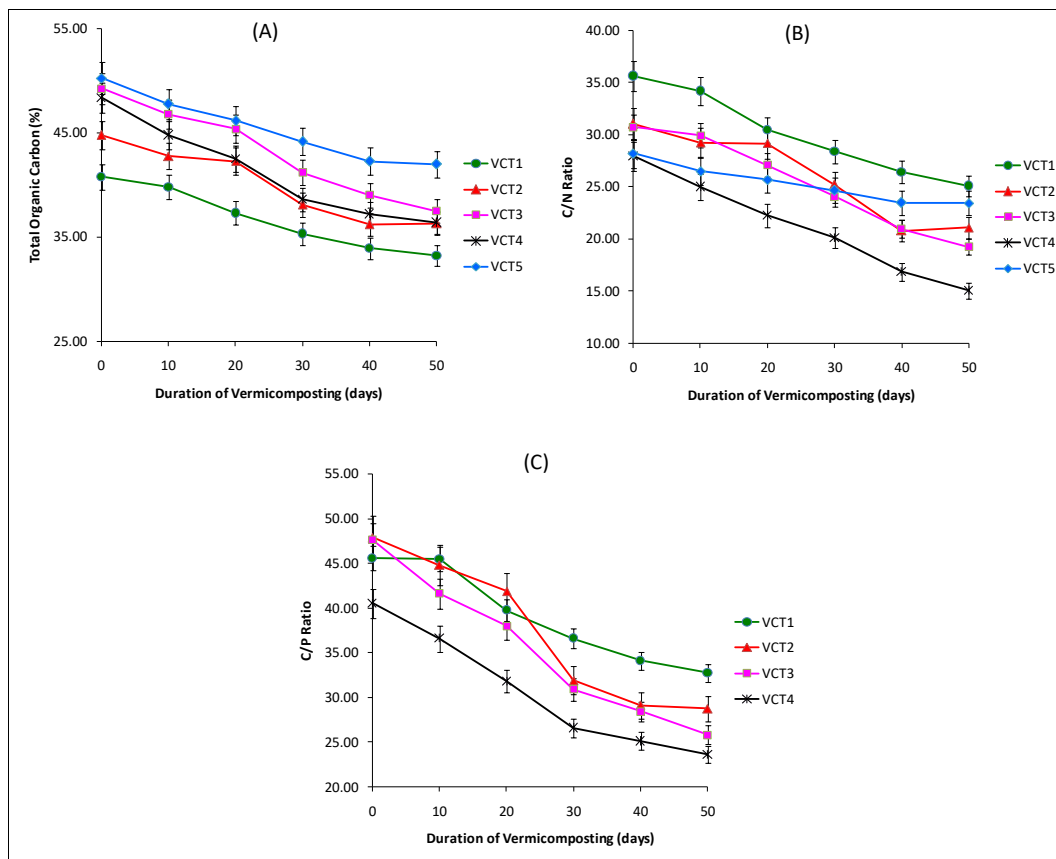 (A)
55.00
45.00
35.00
25.00
Total Organic Carbon (%)
0 10 20 30 40 50
Duration of Vermicomposting (days)
VCT1
VCT2
VCT3
VCT4
VCT5
(B)
40.00
35.00
30.00
25.00
20.00
15.00
10.00
C/N Ratio
0 10 20 30 40 50
Duration of Vermicomposting (days)
VCT1
VCT2
VCT3
VCT4
VCT5
(C)
55.00
50.00
45.00
40.00
35.00
30.00
25.00
20.00
C/P Ratio
0 10 20 30 40 50
Duration of Vermicomposting (days)
VCT1
VCT2
VCT3
VCT4